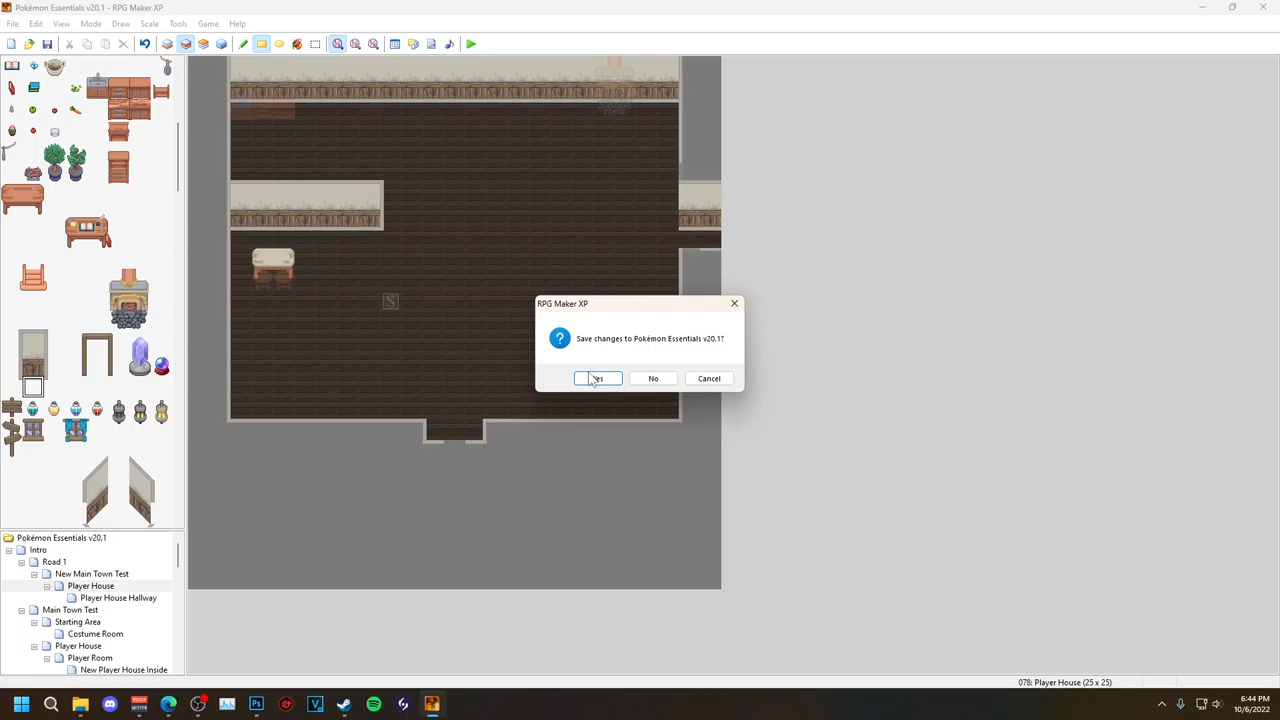 Pokémon Essentials v20.1 - RPG Maker XP
File Edit View Mode Draw Scale Tools Game Help
S
RPG Maker XP
Save changes to Pokémon Essentials v20.1?
Yes No Cancel
Pokémon Essentials v20.1
Intro
Road 1
New Main Town Test
Player House
Player House Hallway
Main Town Test
Starting Area
Costume Room
Player House
Player Room
New Player House Inside
078: Player House (25 x 25)
6:44 PM
10/6/2022